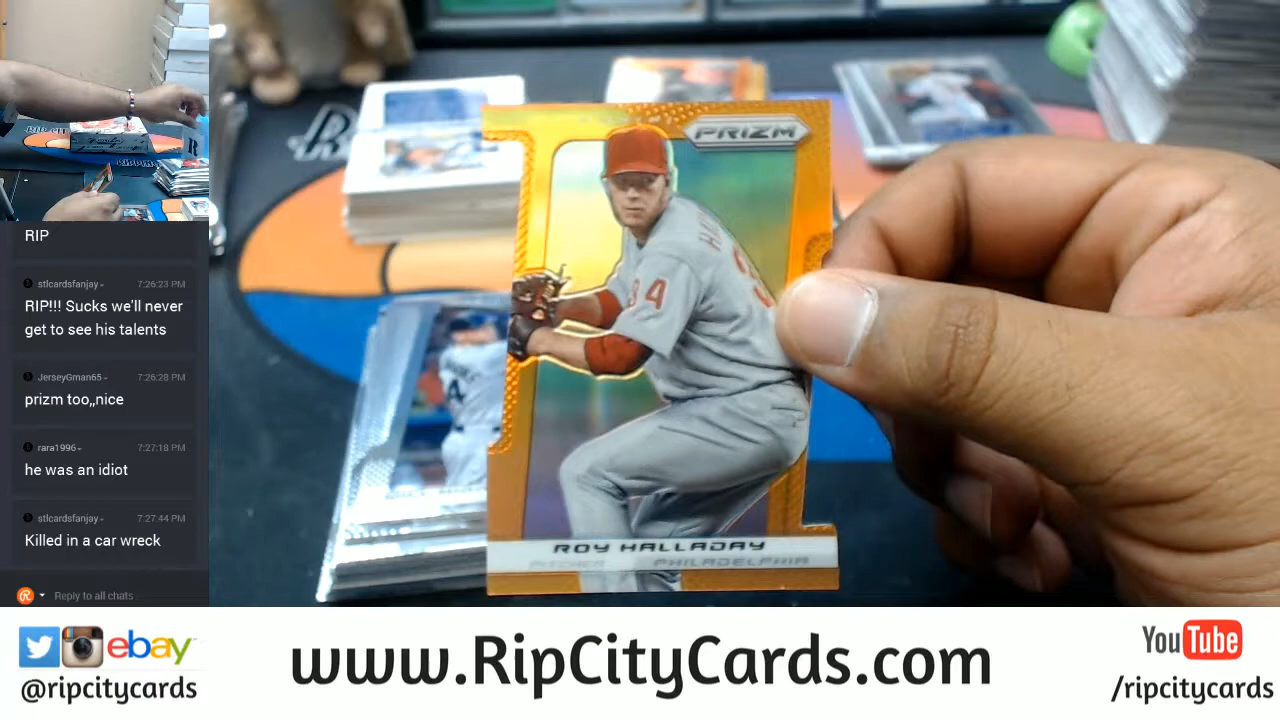 RIP
stlcardsfanjay
7:26:23 PM
RIP!!! Sucks we'll never
get to see his talents
JerseyGman65
7:26:28 PM
prizm too,,nice
rara1996
7:27:18 PM
he was an idiot
stlcardsfanjay
7:27:44 PM
Killed in a car wreck
Reply to all chats
PRIZM
34
ROY HALLADAY
PITCHER PHILADELPHIA
ebay
@ripcitycards
www.RipCityCards.com
YouTube
/ripcitycards